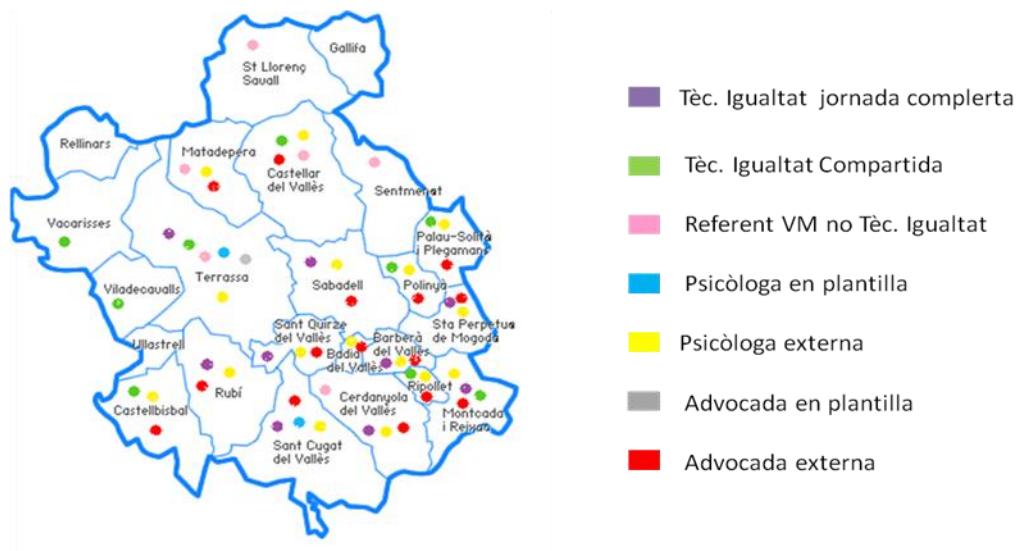 Gallifa
St Llorenç
Savall
Rellinars
Matadepera
Castellar
del Vallès
Sentmenat
Vacarisses
Palau-Solità
i Plegamans
Terrassa
Viladecavalls
Sabadell
Polinyà
Sta Perpetua
de Mogoda
Sant Quirze
del Vallès
Barberà
del Vallès
Badia
del Vallès
Ullastrell
Rubí
Ripollet
Castellbisbal
Cerdanyola
del Vallès
Montcada
i Reixac
Sant Cugat
del Vallès
Tèc. Igualtat jornada complerta
Tèc. Igualtat Compartida
Referent VM no Tèc. Igualtat
Psicòloga en plantilla
Psicòloga externa
Advocada en plantilla
Advocada externa